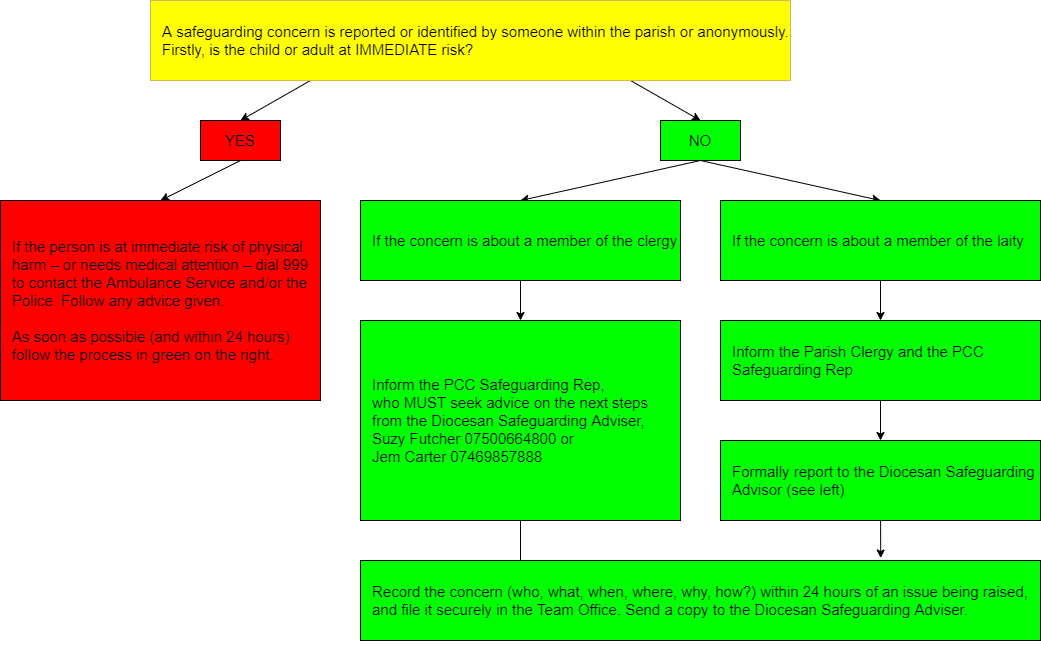 A safeguarding concern is reported or identified by someone within the parish or anonymously.
Firstly, is the child or adult at IMMEDIATE risk?
YES
NO
If the person is at immediate risk of physical
harm – or needs medical attention – dial 999
to contact the Ambulance Service and/or the
Police. Follow any advice given.
As soon as possible (and within 24 hours)
follow the process in green on the right.
If the concern is about a member of the clergy
If the concern is about a member of the laity
Inform the PCC Safeguarding Rep,
who MUST seek advice on the next steps
from the Diocesan Safeguarding Adviser,
Suzy Futcher 07500664800 or
Jem Carter 07469857888
Inform the Parish Clergy and the PCC
Safeguarding Rep
Formally report to the Diocesan Safeguarding
Advisor (see left)
Record the concern (who, what, when, where, why, how?) within 24 hours of an issue being raised,
and file it securely in the Team Office. Send a copy to the Diocesan Safeguarding Adviser.